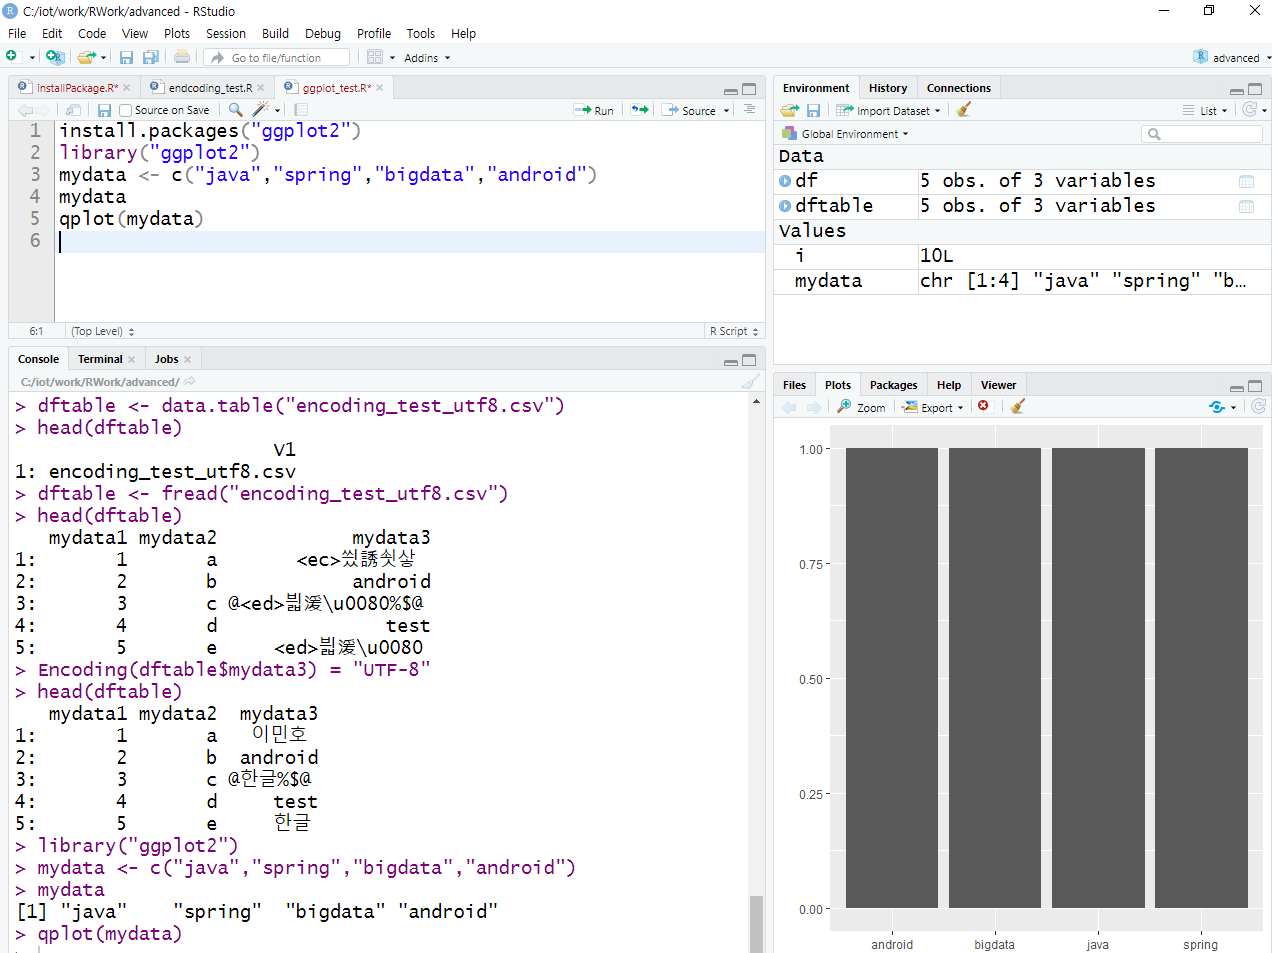 C:/iot/work/RWork/advanced - RStudio
File Edit Code View Plots Session Build Debug Profile Tools Help
Go to file/function Addins advanced
installPackage.R* endcoding_test.R ggplot_test.R*
Source on Save Run Source
1 install.packages("ggplot2")
2 library("ggplot2")
3 mydata <- c("java","spring","bigdata","android")
4 mydata
5 qplot(mydata)
6
6:1 (Top Level) R Script
Console Terminal Jobs
C:/iot/work/RWork/advanced/
> dftable <- data.table("encoding_test_utf8.csv")
> head(dftable)
V1
1: encoding_test_utf8.csv
> dftable <- fread("encoding_test_utf8.csv")
> head(dftable)
mydata1 mydata2 mydata3
1: 1 a <ec>씠誘쇳샇
2: 2 b android
3: 3 c @<ed>븳湲\u0080%$@
4: 4 d test
5: 5 e <ed>븳湲\u0080
> Encoding(dftable$mydata3) = "UTF-8"
> head(dftable)
mydata1 mydata2 mydata3
1: 1 a 이민호
2: 2 b android
3: 3 c @한글%$@
4: 4 d test
5: 5 e 한글
> library("ggplot2")
> mydata <- c("java","spring","bigdata","android")
> mydata
[1] "java" "spring" "bigdata" "android"
> qplot(mydata)
>
Environment History Connections
Import Dataset List
Global Environment
Data
df 5 obs. of 3 variables
dftable 5 obs. of 3 variables
Values
i 10L
mydata chr [1:4] "java" "spring" "b…
Files Plots Packages Help Viewer
Zoom Export
1.00
0.75
0.50
0.25
0.00
android bigdata java spring